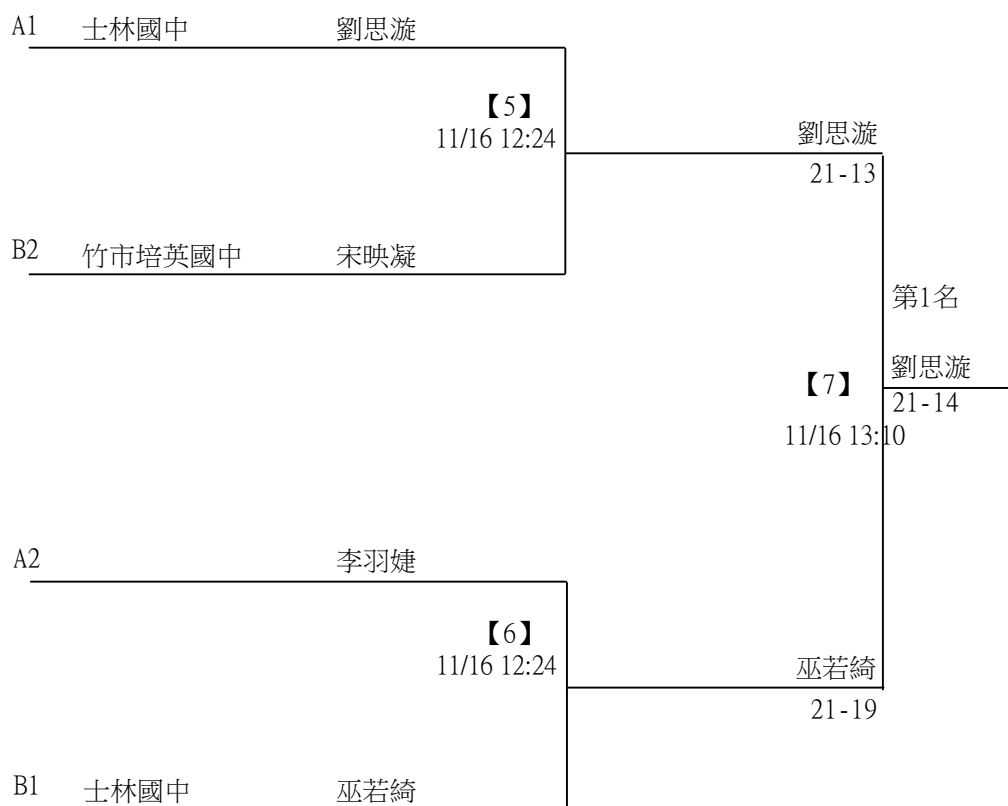 A1 士林國中 劉思漩
【5】
11/16 12:24
劉思漩
21-13
B2 竹市培英國中 宋映凝
第1名
劉思漩
【7】
21-14
11/16 13:10
A2 李羽婕
【6】
11/16 12:24
巫若綺
21-19
B1 士林國中 巫若綺